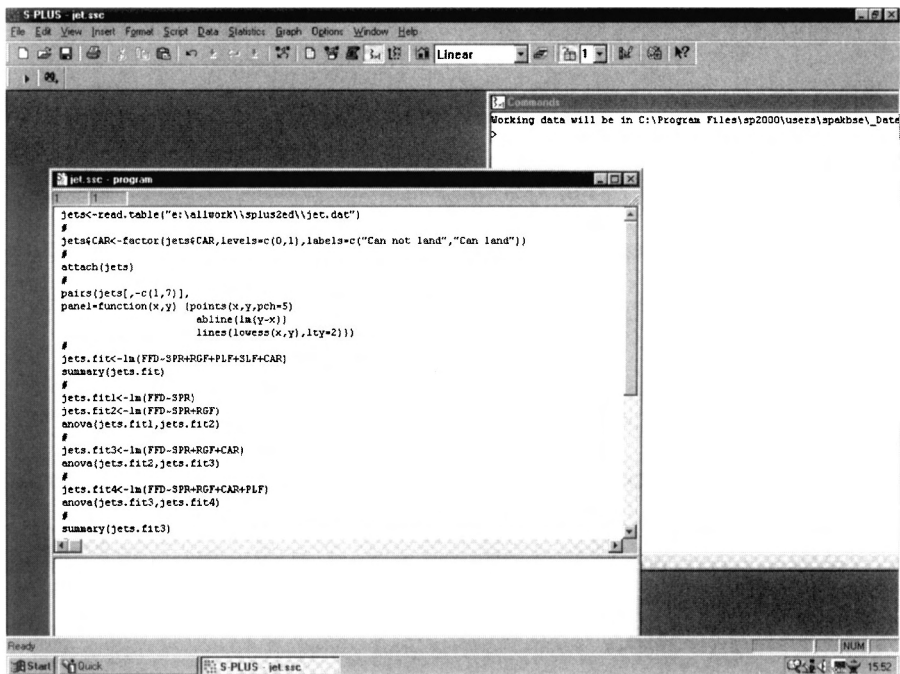 S-PLUS - jet.ssc
File Edit View Insert Format Script Data Statistics Graph Options Window Help
Linear 1
Commands
Working data will be in C:\Program Files\sp2000\users\spakbse\_Data
>
jet.ssc - program
1 1
jets<-read.table("e:\allwork\\splus2ed\\jet.dat")
#
jets$CAR<-factor(jets$CAR,levels=c(0,1),labels=c("Can not land","Can land"))
#
attach(jets)
#
pairs(jets[,-c(1,7)],
panel=function(x,y) {points(x,y,pch=5)
abline(lm(y~x))
lines(lowess(x,y),lty=2)})
#
jets.fit<-lm(FFD~SPR+RGF+PLF+SLF+CAR)
summary(jets.fit)
#
jets.fit1<-lm(FFD~SPR)
jets.fit2<-lm(FFD~SPR+RGF)
anova(jets.fit1,jets.fit2)
#
jets.fit3<-lm(FFD~SPR+RGF+CAR)
anova(jets.fit2,jets.fit3)
#
jets.fit4<-lm(FFD~SPR+RGF+CAR+PLF)
anova(jets.fit3,jets.fit4)
#
summary(jets.fit3)
Ready NUM
Start Quick S-PLUS - jet.ssc 15:52